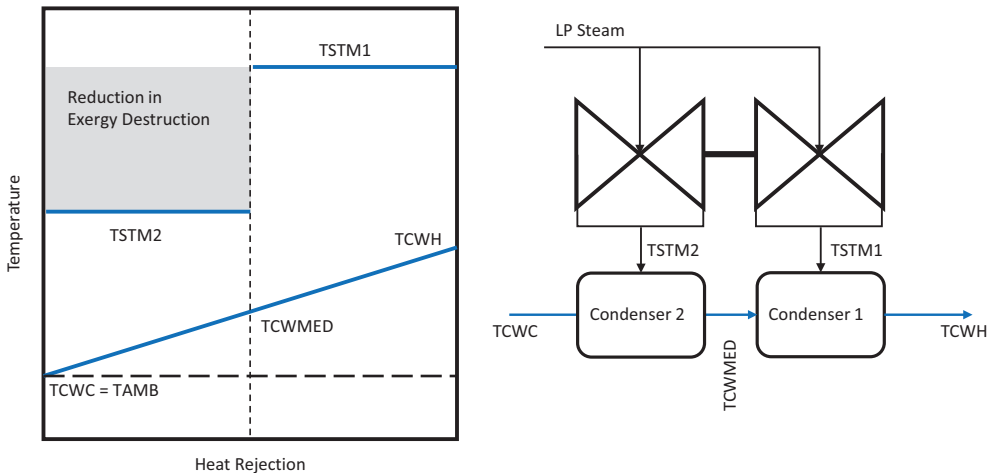 TSTM1
Reduction in
Exergy Destruction
TSTM2
TCWH
TCWMED
TCWC = TAMB
Temperature
Heat Rejection
LP Steam
TSTM2
TSTM1
Condenser 2
Condenser 1
TCWC
TCWMED
TCWH